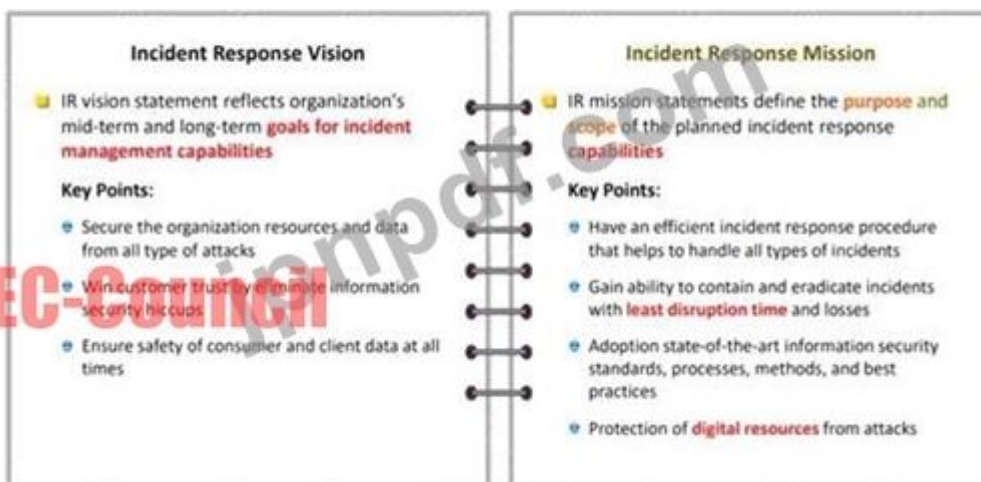 Incident Response Vision
IR vision statement reflects organization's
mid-term and long-term goals for incident
management capabilities
Key Points:
Secure the organization resources and data
from all type of attacks
Win customer trust by eliminate information
security hiccups
Ensure safety of consumer and client data at all
times
Incident Response Mission
IR mission statements define the purpose and
scope of the planned incident response
capabilities
Key Points:
Have an efficient incident response procedure
that helps to handle all types of incidents
Gain ability to contain and eradicate incidents
with least disruption time and losses
Adoption state-of-the-art information security
standards, processes, methods, and best
practices
Protection of digital resources from attacks
EC-Council
jpnpdf.com